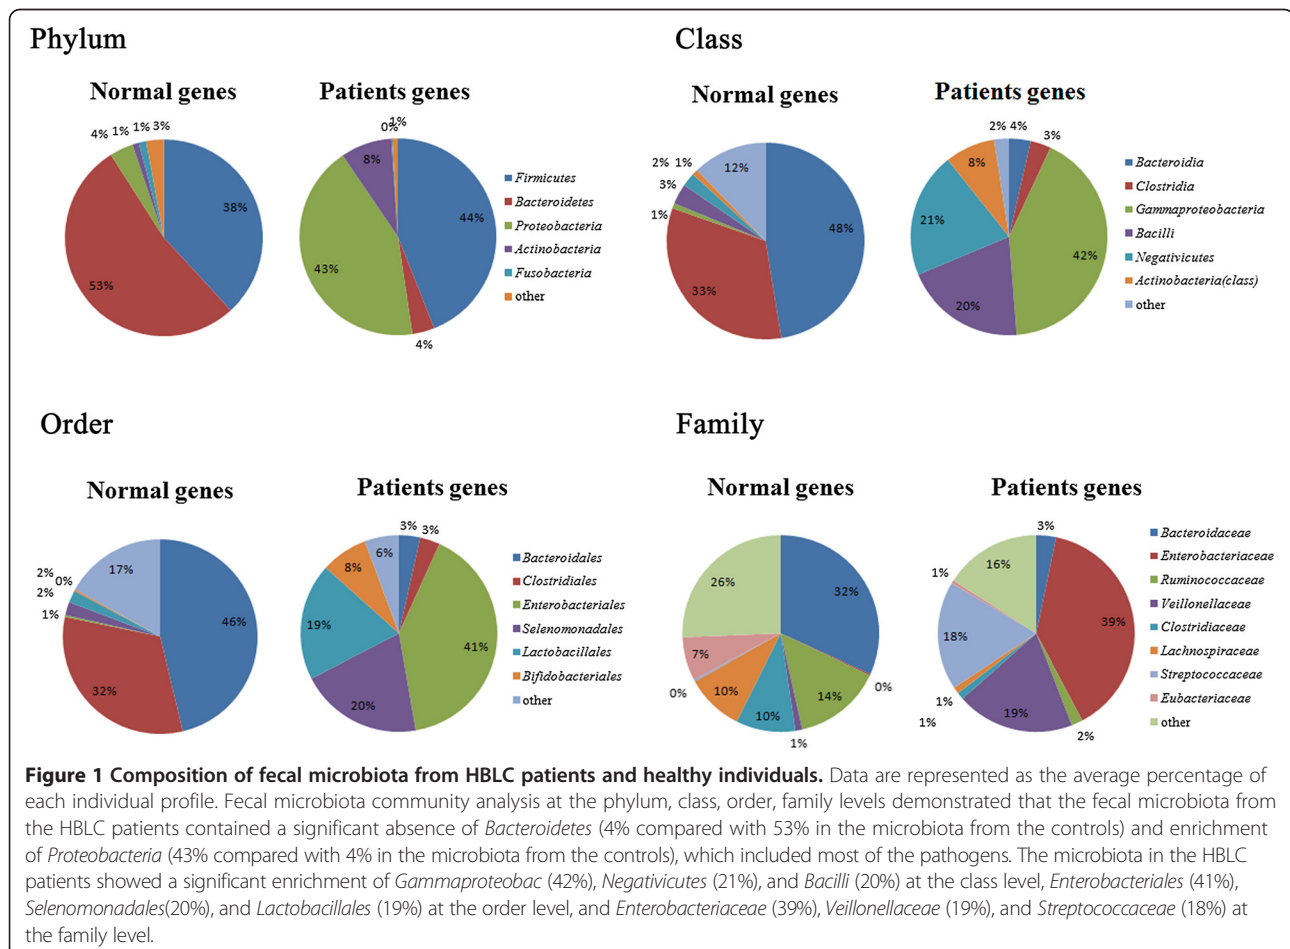 Phylum
Class
Normal genes
Patients genes
Normal genes
Patients genes
4%
1%
1%
3%
38%
53%
0%
1%
8%
44%
43%
4%
Firmicutes
Bacteroidetes
Proteobacteria
Actinobacteria
Fusobacteria
other
2%
1%
12%
3%
1%
48%
33%
2%
4%
3%
8%
21%
42%
20%
Bacteroidia
Clostridia
Gammaproteobacteria
Bacilli
Negativicutes
Actinobacteria(class)
other
Order
Family
Normal genes
Patients genes
Normal genes
Patients genes
2%
0%
17%
2%
1%
46%
32%
3%
3%
6%
8%
19%
41%
20%
Bacteroidales
Clostridiales
Enterobacteriales
Selenomonadales
Lactobacillales
Bifidobacteriales
other
26%
32%
7%
0%
10%
10%
1%
14%
0%
3%
1%
16%
18%
39%
1%
1%
19%
2%
Bacteroidaceae
Enterobacteriaceae
Ruminococcaceae
Veillonellaceae
Clostridiaceae
Lachnospiraceae
Streptococcaceae
Eubacteriaceae
other
Figure 1 Composition of fecal microbiota from HBLC patients and healthy individuals. Data are represented as the average percentage of
each individual profile. Fecal microbiota community analysis at the phylum, class, order, family levels demonstrated that the fecal microbiota from
the HBLC patients contained a significant absence of Bacteroidetes (4% compared with 53% in the microbiota from the controls) and enrichment
of Proteobacteria (43% compared with 4% in the microbiota from the controls), which included most of the pathogens. The microbiota in the HBLC
patients showed a significant enrichment of Gammaproteobac (42%), Negativicutes (21%), and Bacilli (20%) at the class level, Enterobacteriales (41%),
Selenomonadales(20%), and Lactobacillales (19%) at the order level, and Enterobacteriaceae (39%), Veillonellaceae (19%), and Streptococcaceae (18%) at
the family level.